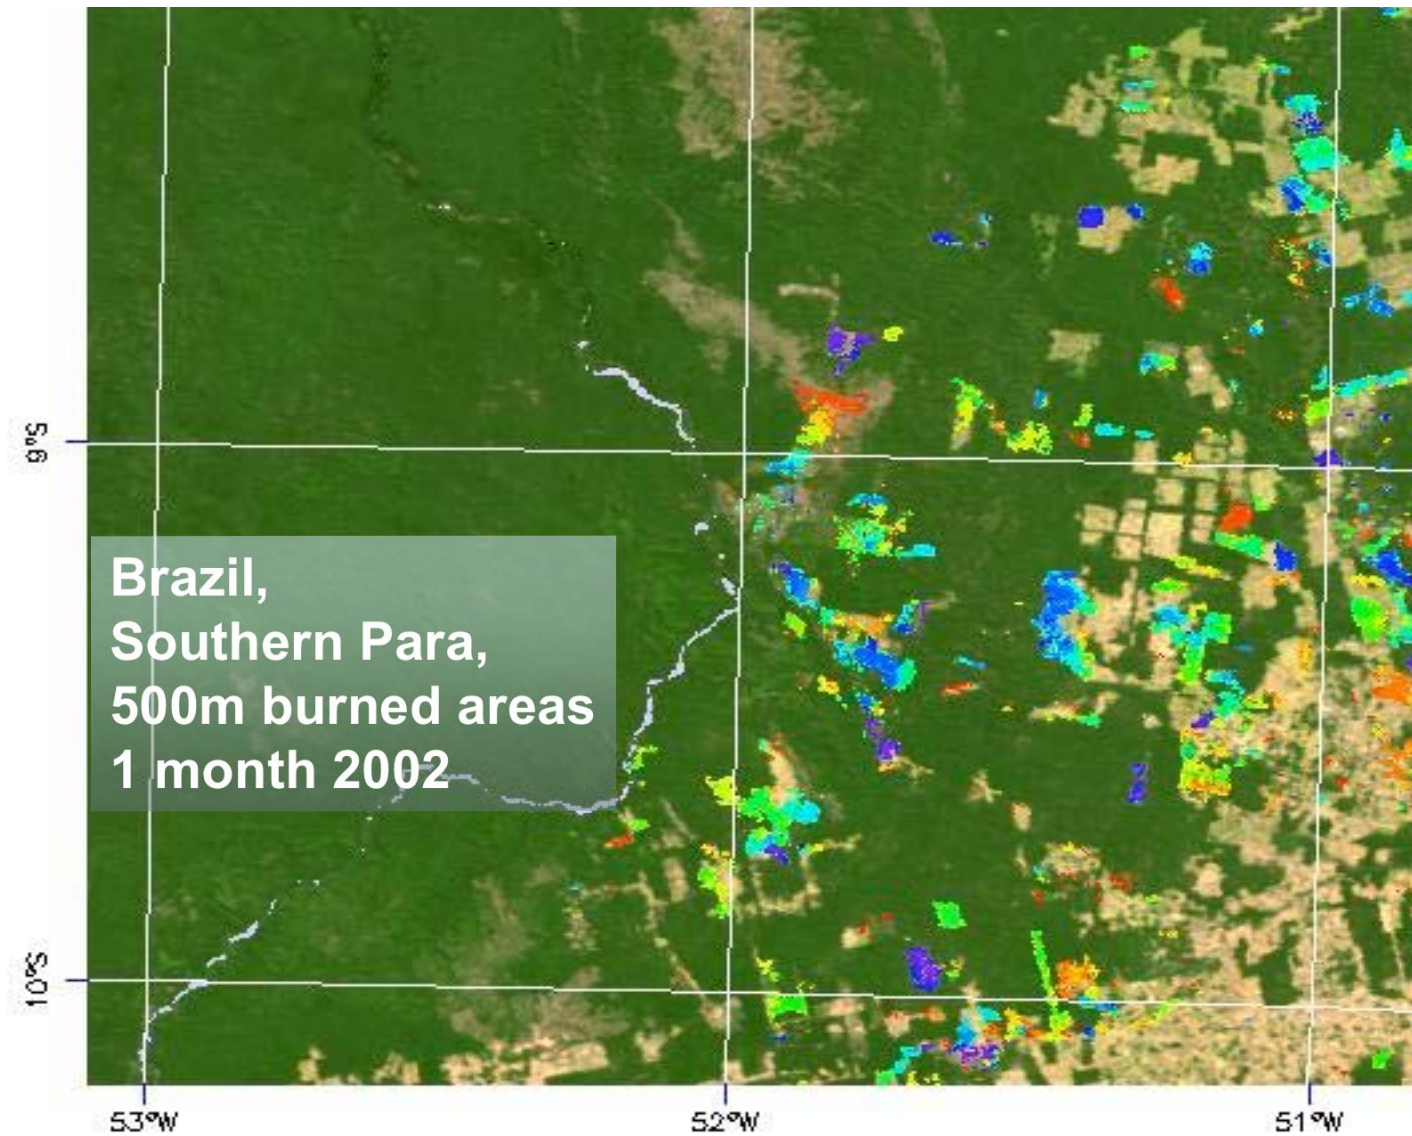 9°S
Brazil,
Southern Para,
500m burned areas
1 month 2002
10°S
53°W
52°W
51°W